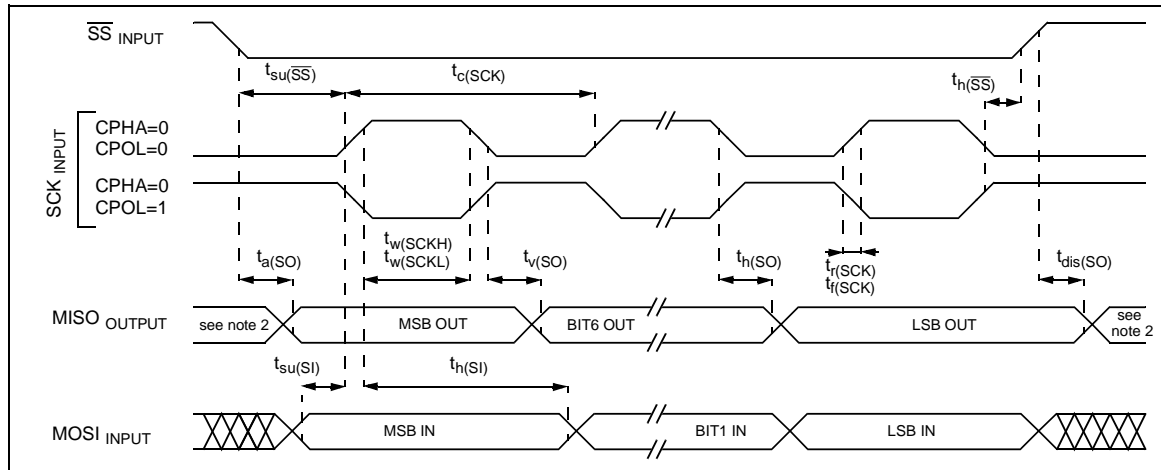 SS INPUT
tsu(SS)
tc(SCK)
th(SS)
SCK INPUT
CPHA=0
CPOL=0
CPHA=0
CPOL=1
ta(SO)
tw(SCKH)
tw(SCKL)
tv(SO)
th(SO)
tr(SCK)
tf(SCK)
tdis(SO)
MISO OUTPUT
see note 2
MSB OUT
BIT6 OUT
LSB OUT
see
note 2
tsu(SI)
th(SI)
MOSI INPUT
MSB IN
BIT1 IN
LSB IN